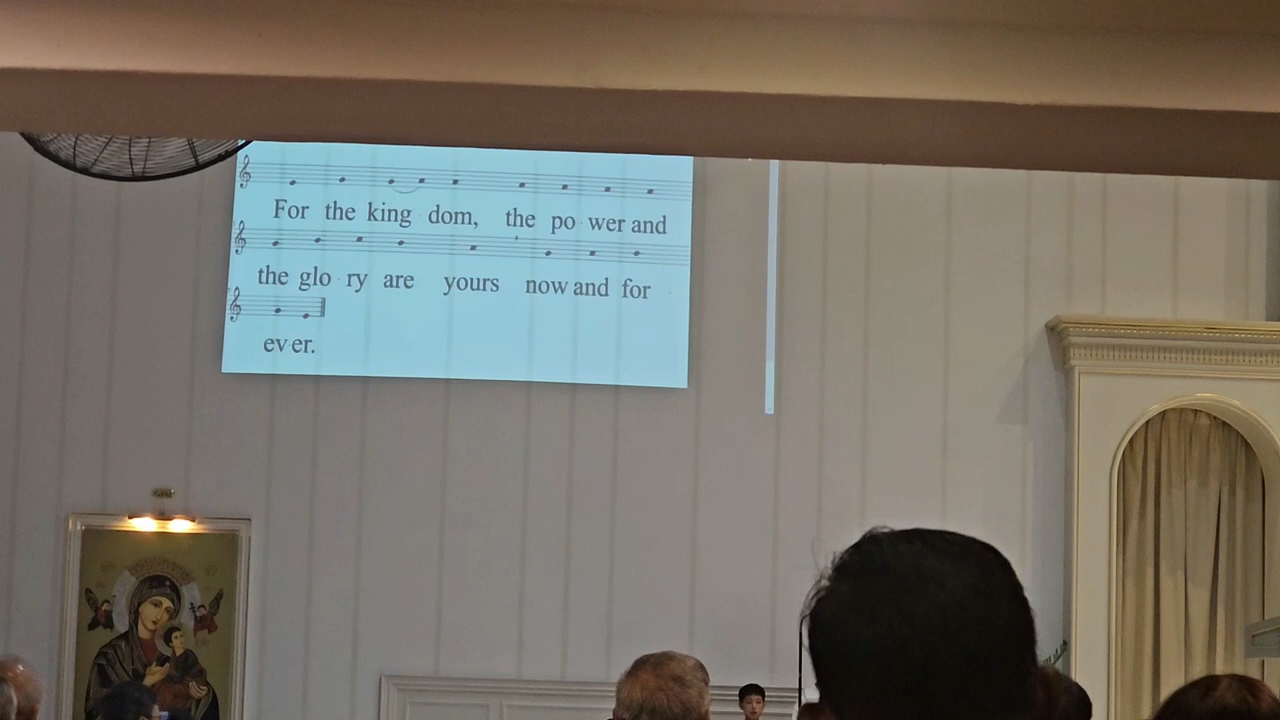 For the king dom, the po wer and
the glo ry are yours now and for
ev er.